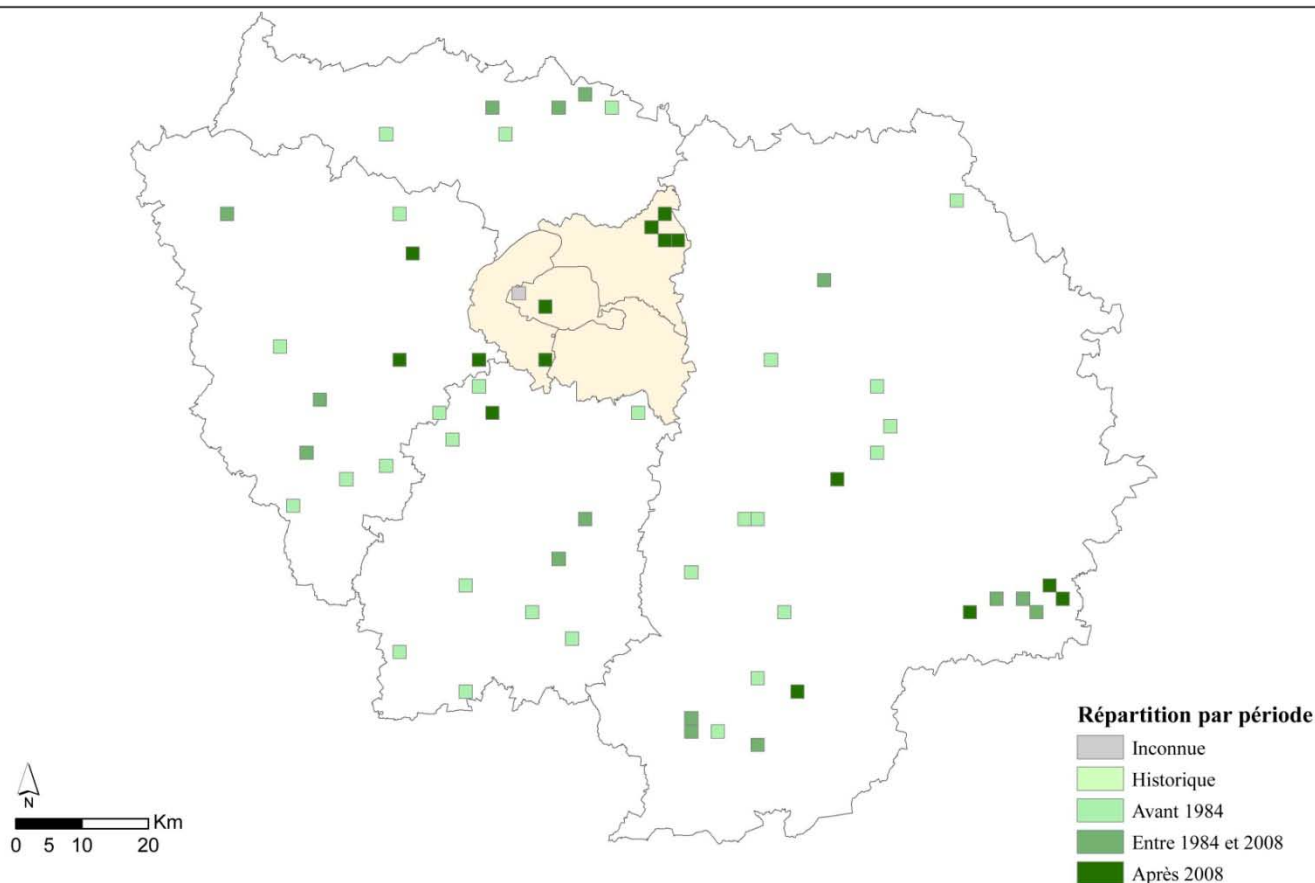 Répartition par période
Inconnue
Historique
Avant 1984
Entre 1984 et 2008
Après 2008
N
Km
0 5 10 20